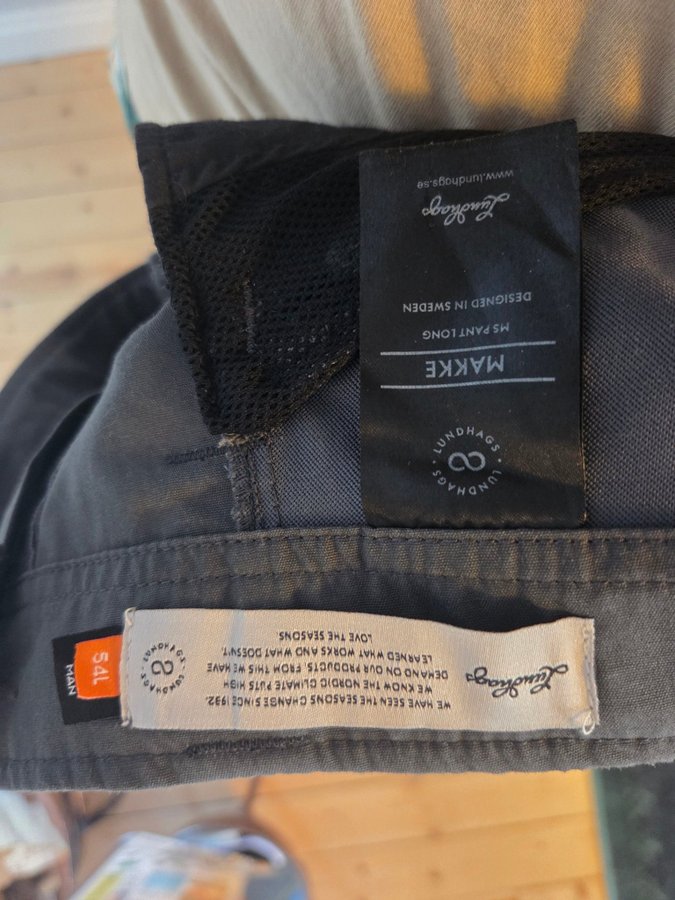 LUNDHAGS · LUNDHAGS ·
MAKKE
MS PANT LONG
DESIGNED IN SWEDEN
Lundhags
www.lundhags.se
Lundhags
WE HAVE SEEN THE SEASONS CHANGE SINCE 1932.
WE KNOW THE NORDIC CLIMATE PUTS HIGH
DEMAND ON OUR PRODUCTS. FROM THIS WE HAVE
LEARNED WHAT WORKS AND WHAT DOESN'T.
LOVE THE SEASONS
LUNDHAGS · LUNDHAGS ·
54L
MAN